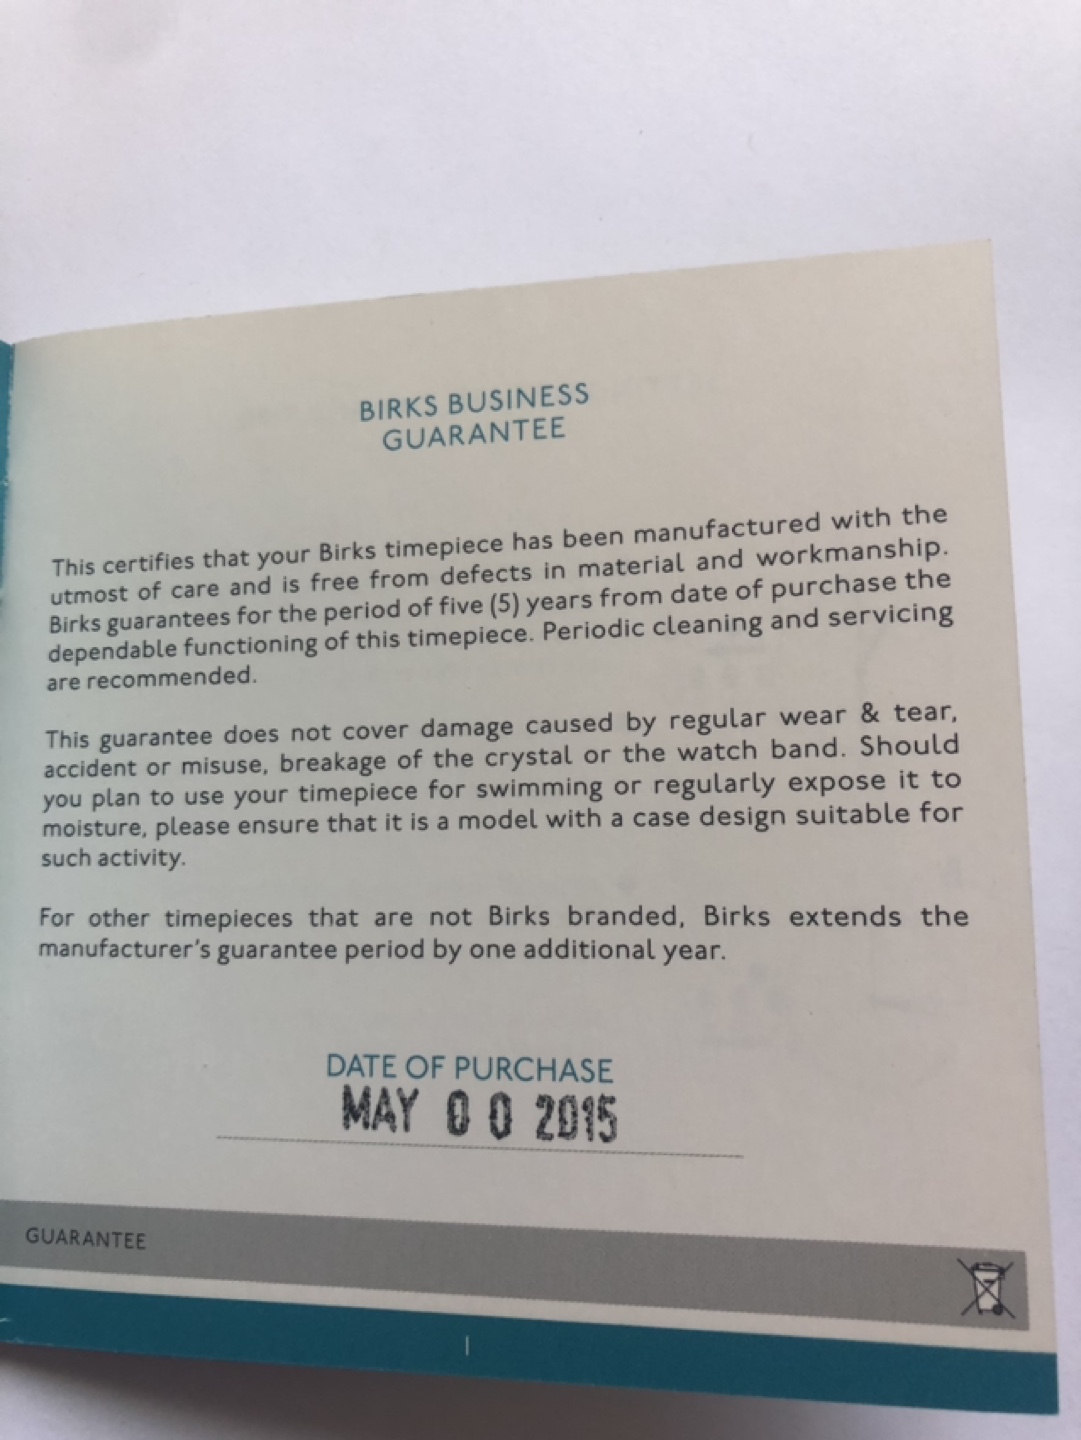 BIRKS BUSINESS
GUARANTEE
This certifies that your Birks timepiece has been manufactured with the
utmost of care and is free from defects in material and workmanship.
Birks guarantees for the period of five (5) years from date of purchase the
dependable functioning of this timepiece. Periodic cleaning and servicing
are recommended.
This guarantee does not cover damage caused by regular wear & tear,
accident or misuse, breakage of the crystal or the watch band. Should
you plan to use your timepiece for swimming or regularly expose it to
moisture, please ensure that it is a model with a case design suitable for
such activity.
For other timepieces that are not Birks branded, Birks extends the
manufacturer's guarantee period by one additional year.
DATE OF PURCHASE
MAY 0 0 2015
GUARANTEE
1